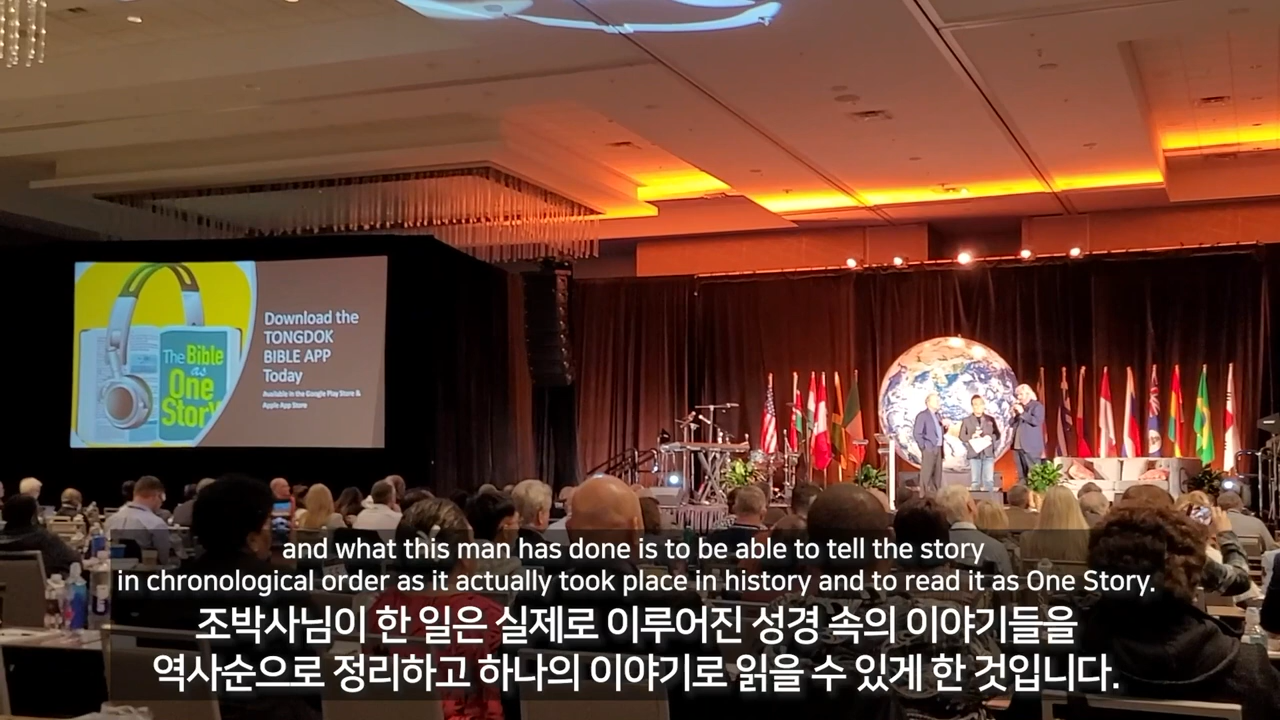 The Bible
as
One
Story
Download the
TONGDOK
BIBLE APP
Today
Available in the Google Play Store &
Apple App Store
and what this man has done is to be able to tell the story
in chronological order as it actually took place in history and to read it as One Story.
조박사님이 한 일은 실제로 이루어진 성경 속의 이야기들을
역사순으로 정리하고 하나의 이야기로 읽을 수 있게 한 것입니다.